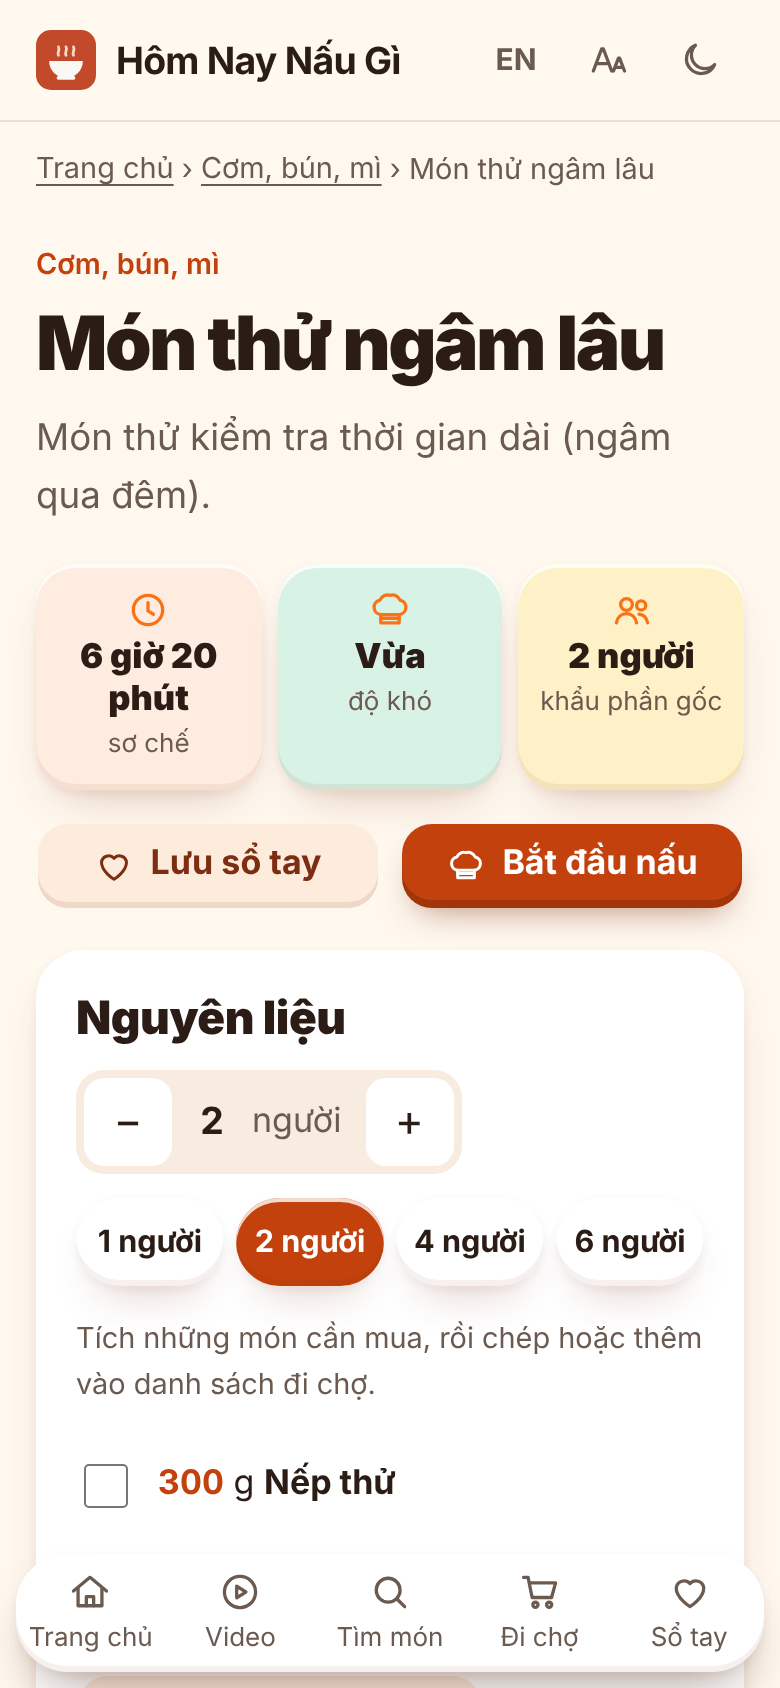 Hôm Nay Nấu Gì
EN
AA
Trang chủ › Cơm, bún, mì › Món thử ngâm lâu
Cơm, bún, mì
Món thử ngâm lâu
Món thử kiểm tra thời gian dài (ngâm
qua đêm).
6 giờ 20
phút
sơ chế
Vừa
độ khó
2 người
khẩu phần gốc
Lưu sổ tay
Bắt đầu nấu
Nguyên liệu
− 2 người +
1 người
2 người
4 người
6 người
Tích những món cần mua, rồi chép hoặc thêm
vào danh sách đi chợ.
300 g Nếp thử
Trang chủ
Video
Tìm món
Đi chợ
Sổ tay